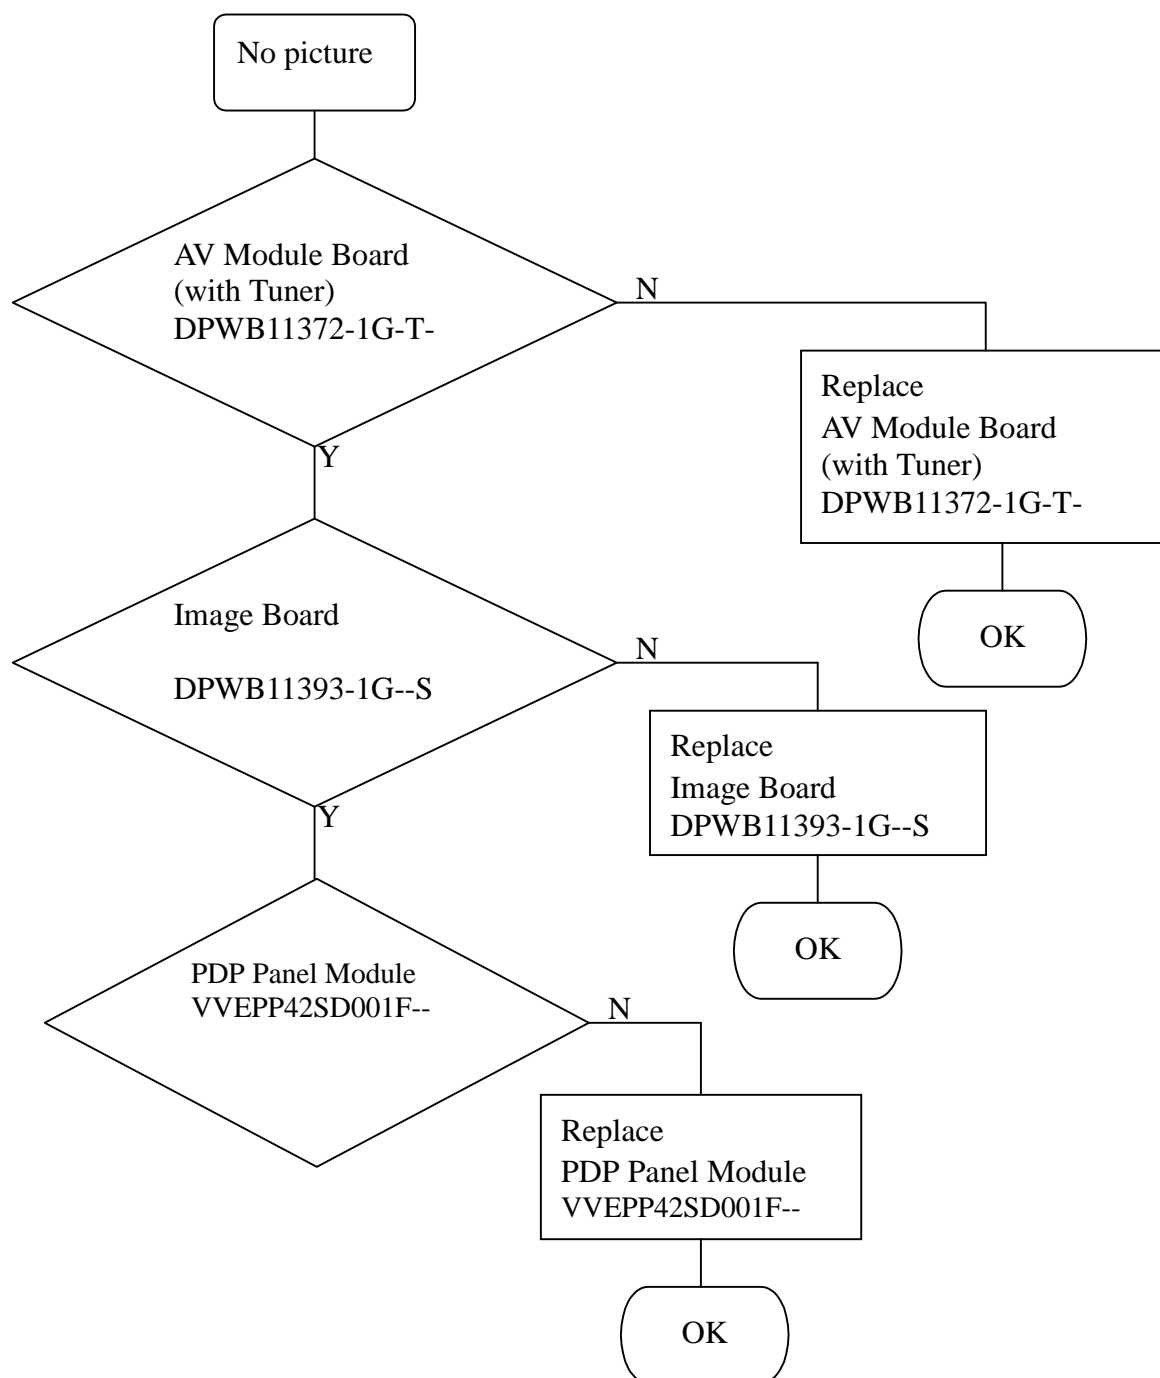 No picture
AV Module Board
(with Tuner)
DPWB11372-1G-T-
N
Y
Replace
AV Module Board
(with Tuner)
DPWB11372-1G-T-
OK
Image Board
DPWB11393-1G--S
N
Y
Replace
Image Board
DPWB11393-1G--S
OK
PDP Panel Module
VVEPP42SD001F--
N
Replace
PDP Panel Module
VVEPP42SD001F--
OK